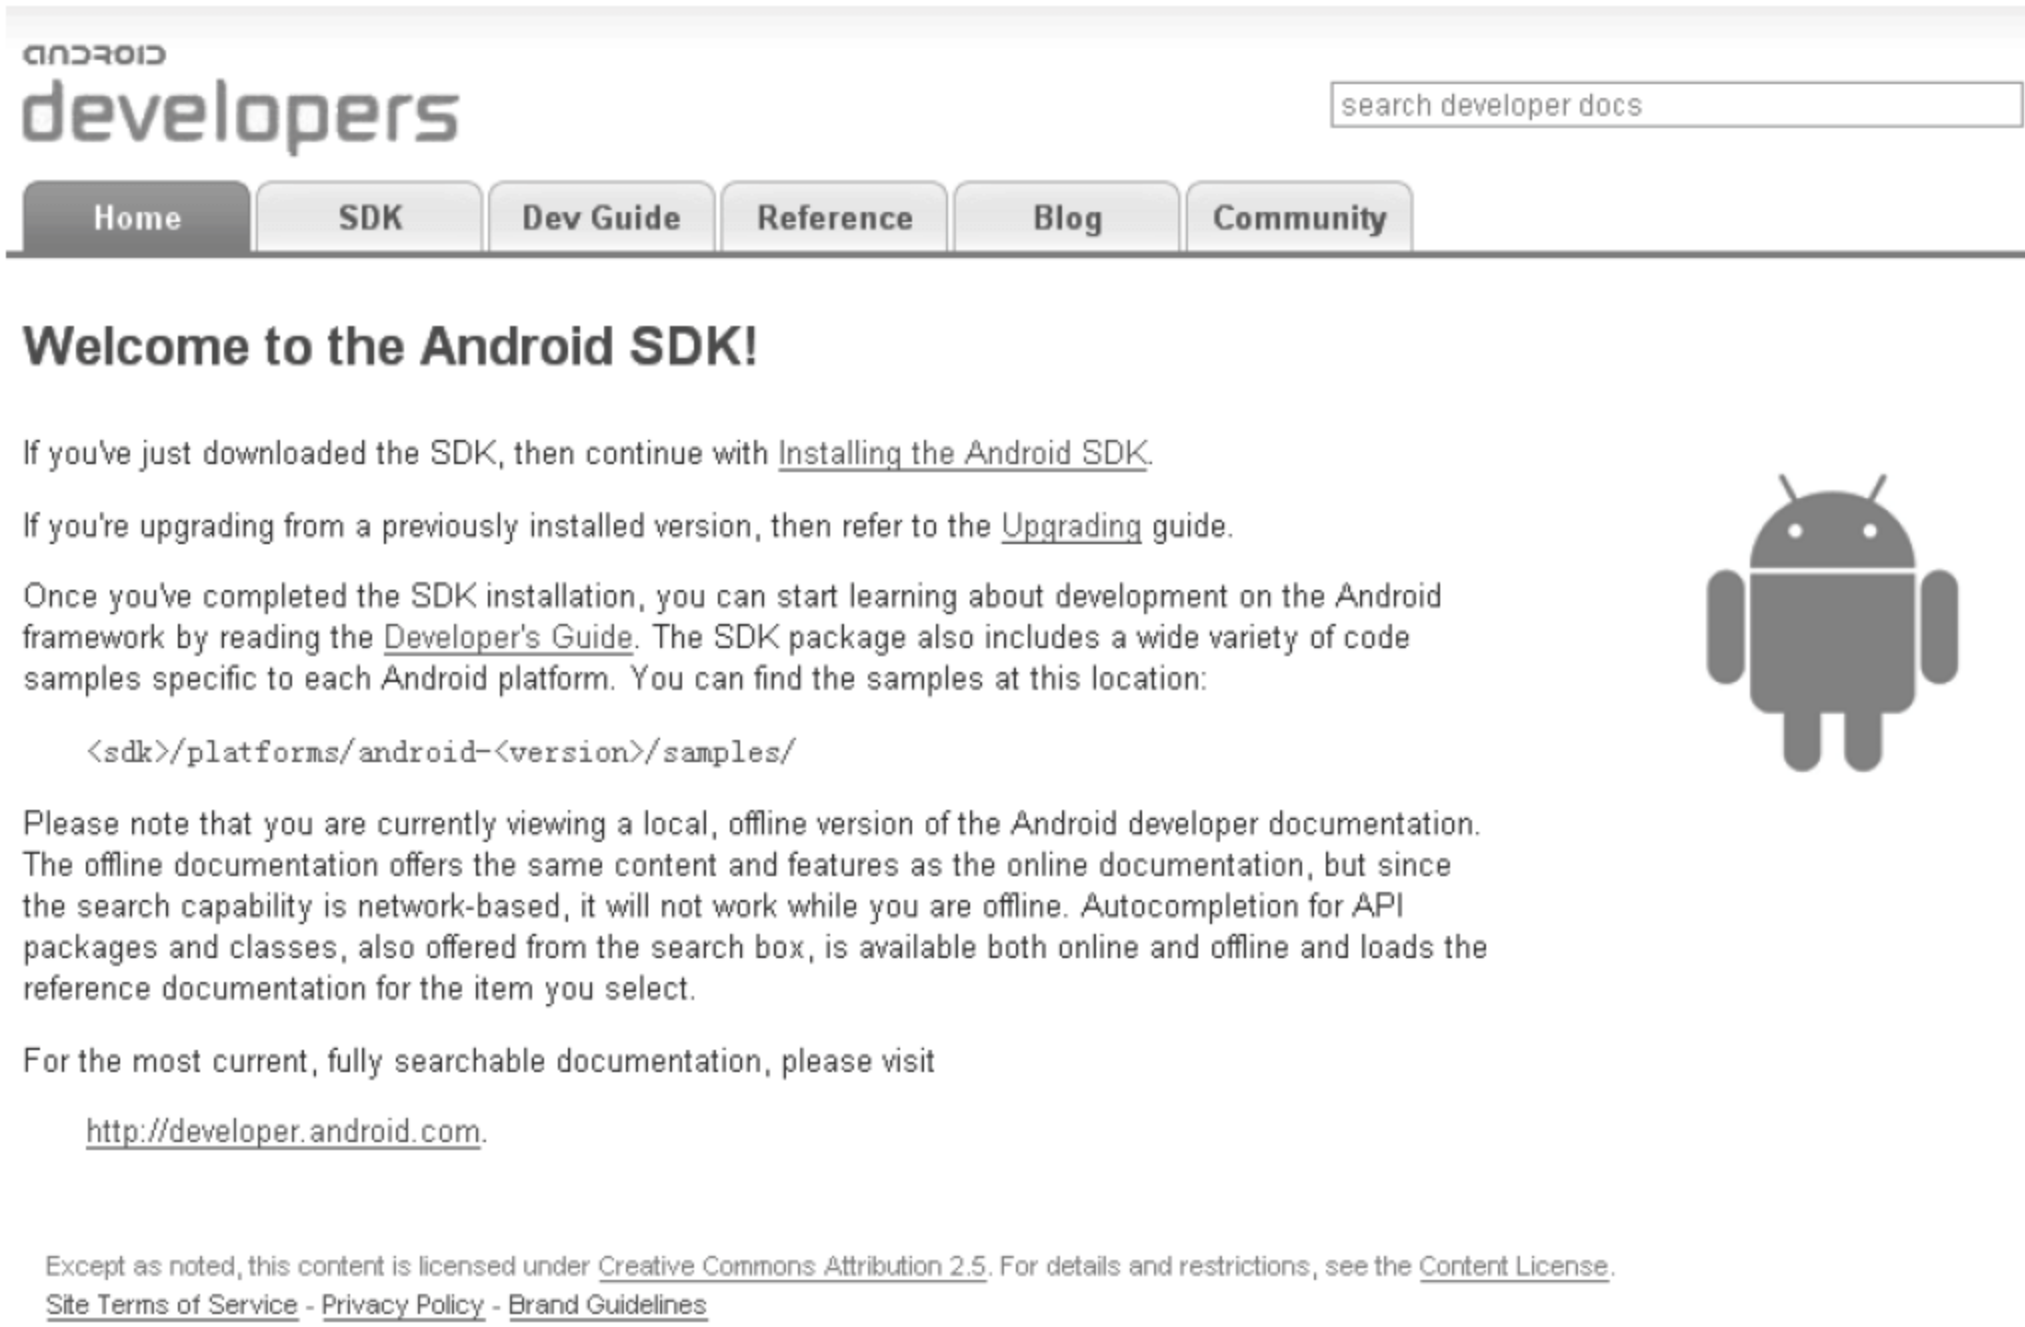 android
developers
search developer docs
Home SDK Dev Guide Reference Blog Community
Welcome to the Android SDK!
If you've just downloaded the SDK, then continue with Installing the Android SDK.
If you're upgrading from a previously installed version, then refer to the Upgrading guide.
Once you've completed the SDK installation, you can start learning about development on the Android
framework by reading the Developer's Guide. The SDK package also includes a wide variety of code
samples specific to each Android platform. You can find the samples at this location:
<sdk>/platforms/android-<version>/samples/
Please note that you are currently viewing a local, offline version of the Android developer documentation.
The offline documentation offers the same content and features as the online documentation, but since
the search capability is network-based, it will not work while you are offline. Autocompletion for API
packages and classes, also offered from the search box, is available both online and offline and loads the
reference documentation for the item you select.
For the most current, fully searchable documentation, please visit
http://developer.android.com.
Except as noted, this content is licensed under Creative Commons Attribution 2.5. For details and restrictions, see the Content License.
Site Terms of Service - Privacy Policy - Brand Guidelines